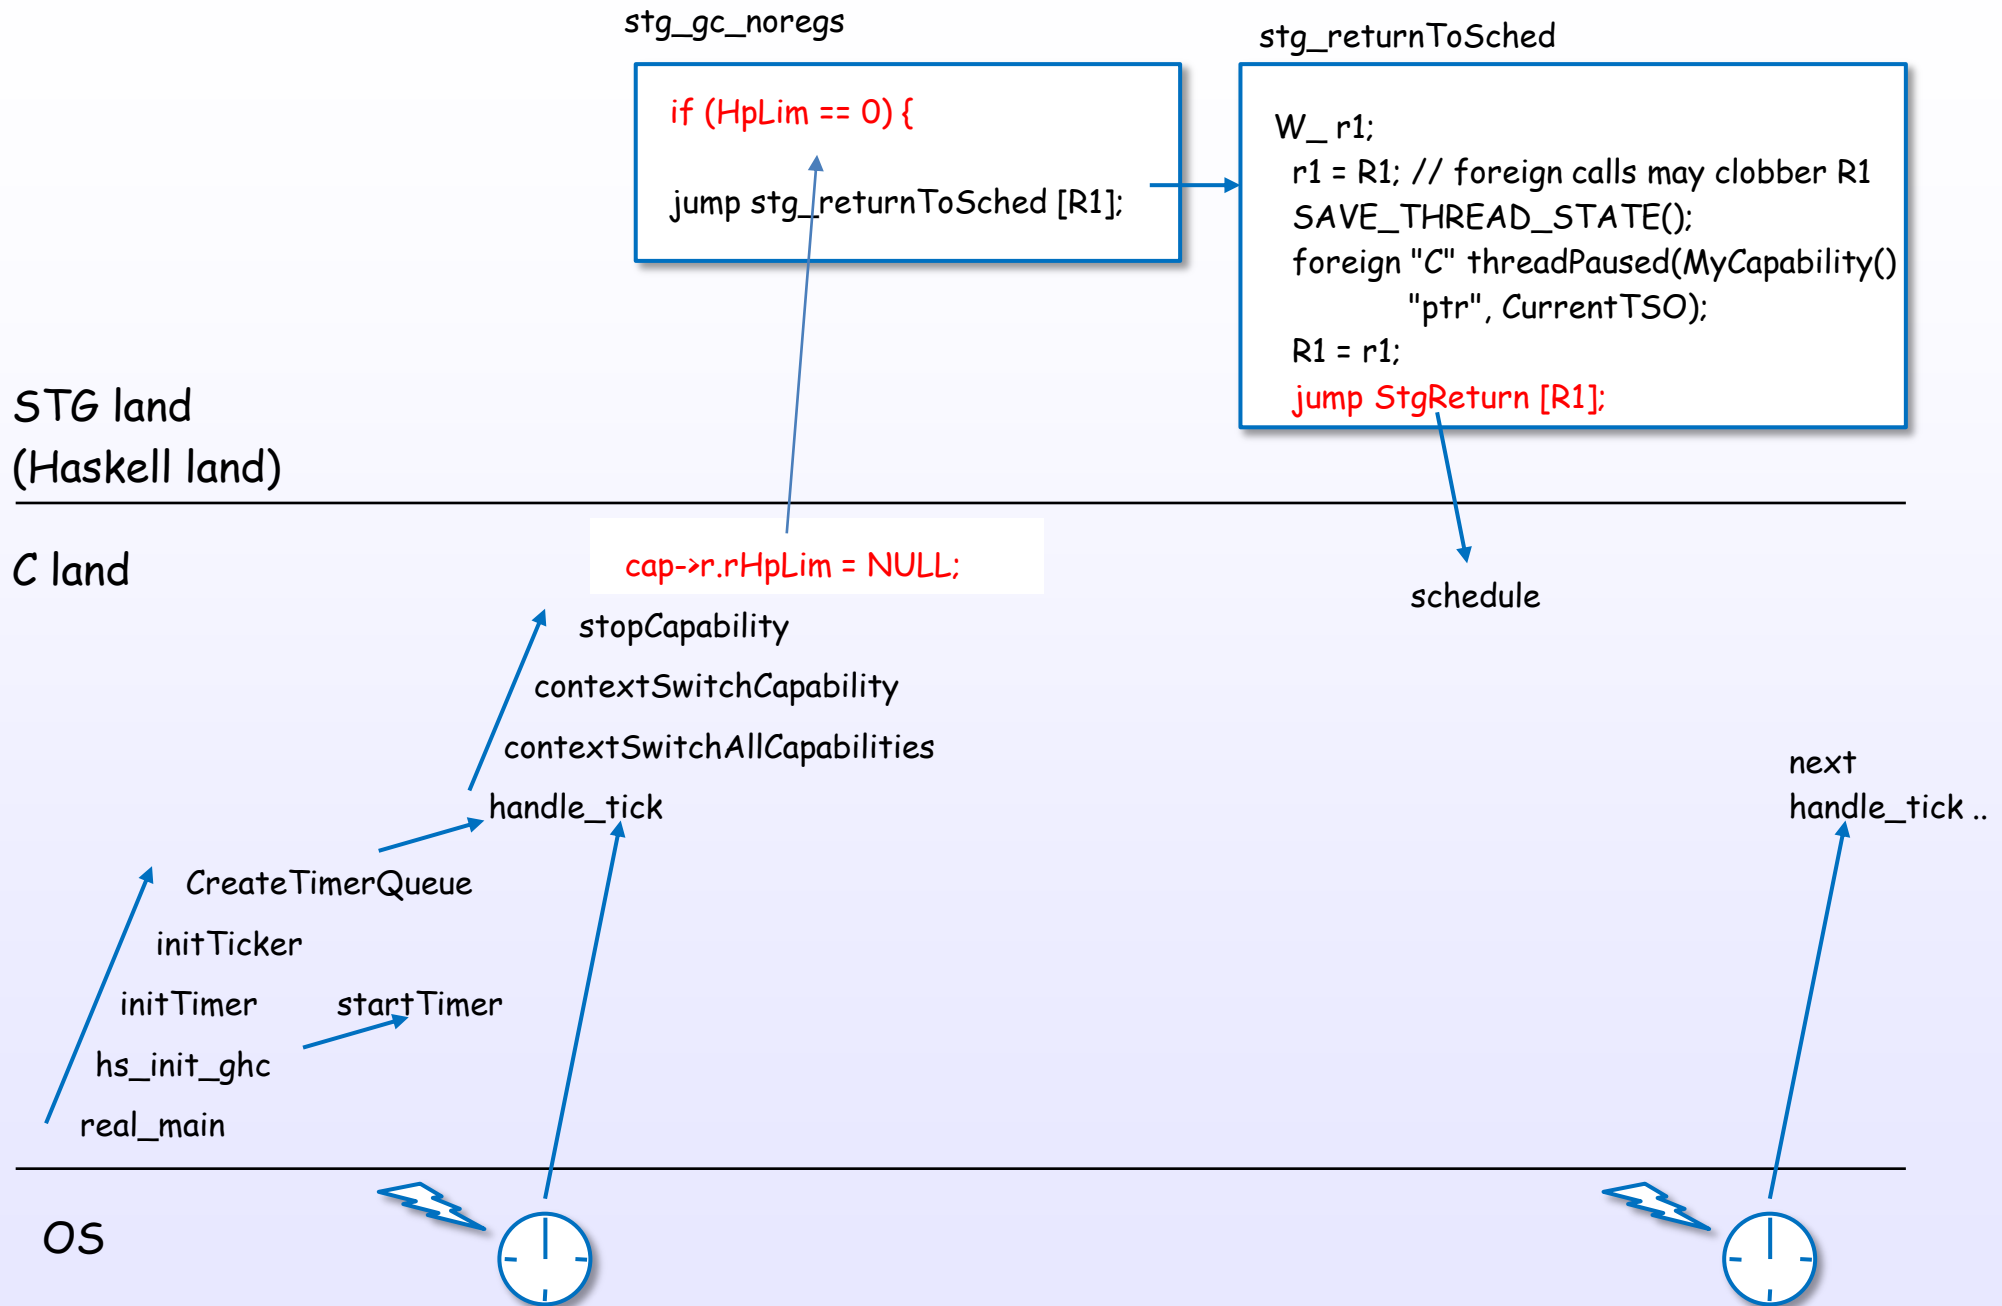 stg_gc_noregs
if (HpLim == 0) {
jump stg_returnToSched [R1];
stg_returnToSched
W_ r1;
r1 = R1; // foreign calls may clobber R1
SAVE_THREAD_STATE();
foreign "C" threadPaused(MyCapability()
"ptr", CurrentTSO);
R1 = r1;
jump StgReturn [R1];
STG land
(Haskell land)
C land
cap->r.rHpLim = NULL;
stopCapability
contextSwitchCapability
contextSwitchAllCapabilities
handle_tick
schedule
next
handle_tick ..
CreateTimerQueue
initTicker
initTimer
startTimer
hs_init_ghc
real_main
OS